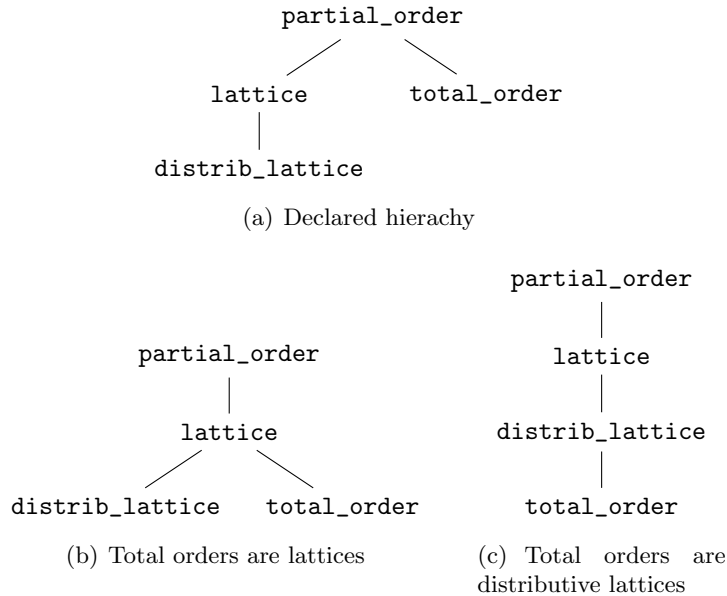 partial_order
lattice total_order
distrib_lattice
(a) Declared hierachy
partial_order
lattice
distrib_lattice total_order
(b) Total orders are lattices
partial_order
lattice
distrib_lattice
total_order
(c) Total orders are
distributive lattices